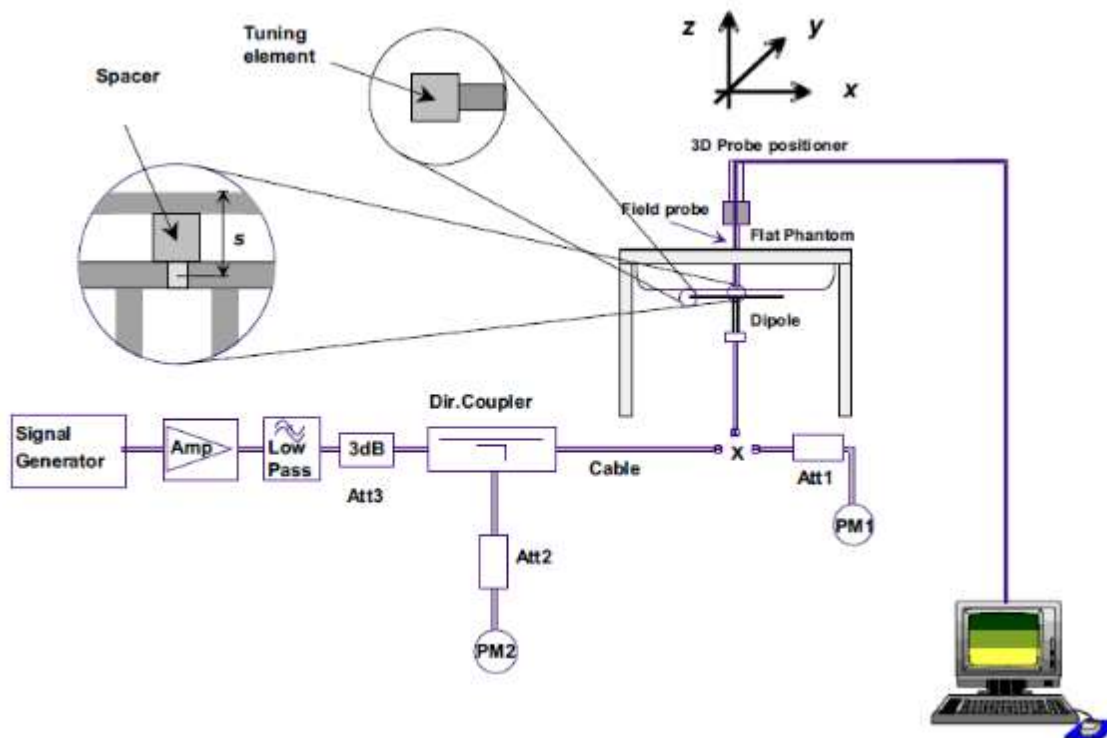 Tuning
element
Spacer
z
y
x
3D Probe positioner
Field probe
Flat Phantom
s
Dipole
Dir.Coupler
Signal
Generator
Amp
Low
Pass
3dB
Att3
Cable
X
Att1
PM1
Att2
PM2